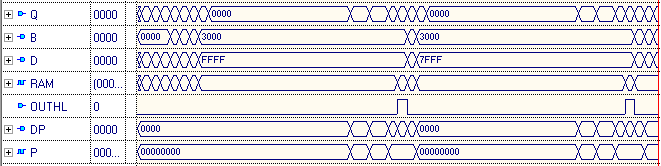 Q 0000 0000 0000
B 0000 0000 3000 3000
D 0000 FFFF 7FFF
RAM (000...
OUTHL 0
DP 0000 0000 0000
P 000... 00000000 00000000